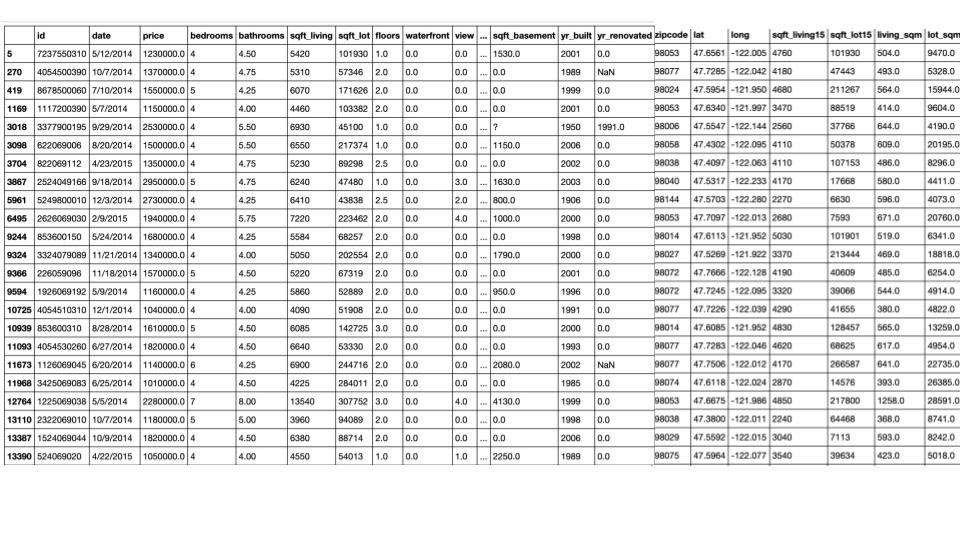 id date price bedrooms bathrooms sqft_living sqft_lot floors waterfront view ... sqft_basement yr_built yr_renovated zipcode lat long sqft_living15 sqft_lot15 living_sqm lot_sqm
5 7237550310 5/12/2014 1230000.0 4 4.50 5420 101930 1.0 0.0 0.0 ... 1530.0 2001 0.0 98053 47.6561 -122.005 4760 101930 504.0 9470.0
270 4054500390 10/7/2014 1370000.0 4 4.75 5310 57346 2.0 0.0 0.0 ... 0.0 1989 NaN 98077 47.7285 -122.042 4180 47443 493.0 5328.0
419 8678500060 7/10/2014 1550000.0 5 4.25 6070 171626 2.0 0.0 0.0 ... 0.0 1999 0.0 98024 47.5954 -121.950 4680 211267 564.0 15944.0
1169 1117200390 5/7/2014 1150000.0 4 4.00 4460 103382 2.0 0.0 0.0 ... 0.0 2001 0.0 98053 47.6340 -121.997 3470 88519 414.0 9604.0
3018 3377900195 9/29/2014 2530000.0 4 5.50 6930 45100 1.0 0.0 0.0 ... ? 1950 1991.0 98006 47.5547 -122.144 2560 37766 644.0 4190.0
3098 622069006 8/20/2014 1500000.0 4 5.50 6550 217374 1.0 0.0 0.0 ... 1150.0 2006 0.0 98058 47.4302 -122.095 4110 50378 609.0 20195.0
3704 822069112 4/23/2015 1350000.0 4 4.75 5230 89298 2.5 0.0 0.0 ... 0.0 2002 0.0 98038 47.4097 -122.063 4110 107153 486.0 8296.0
3867 2524049166 9/18/2014 2950000.0 5 4.75 6240 47480 1.0 0.0 3.0 ... 1630.0 2003 0.0 98040 47.5317 -122.233 4170 17668 580.0 4411.0
5961 5249800010 12/3/2014 2730000.0 4 4.25 6410 43838 2.5 0.0 2.0 ... 800.0 1906 0.0 98144 47.5703 -122.280 2270 6630 596.0 4073.0
6495 2626069030 2/9/2015 1940000.0 4 5.75 7220 223462 2.0 0.0 4.0 ... 1000.0 2000 0.0 98053 47.7097 -122.013 2680 7593 671.0 20760.0
9244 853600150 5/24/2014 1680000.0 4 4.25 5584 68257 2.0 0.0 0.0 ... 0.0 1998 0.0 98014 47.6113 -121.952 5030 101901 519.0 6341.0
9324 3324079089 11/21/2014 1340000.0 4 4.00 5050 202554 2.0 0.0 0.0 ... 1790.0 2000 0.0 98027 47.5269 -121.922 3370 213444 469.0 18818.0
9366 226059096 11/18/2014 1570000.0 5 4.50 5220 67319 2.0 0.0 0.0 ... 0.0 2001 0.0 98072 47.7666 -122.128 4190 40609 485.0 6254.0
9594 1926069192 5/9/2014 1160000.0 4 4.25 5860 52889 2.0 0.0 0.0 ... 950.0 1996 0.0 98072 47.7245 -122.095 3320 39066 544.0 4914.0
10725 4054510310 12/1/2014 1040000.0 4 4.00 4090 51908 2.0 0.0 0.0 ... 0.0 1991 0.0 98077 47.7226 -122.039 4290 41655 380.0 4822.0
10939 853600310 8/28/2014 1610000.0 5 4.50 6085 142725 3.0 0.0 0.0 ... 0.0 2000 0.0 98014 47.6085 -121.952 4830 128457 565.0 13259.0
11093 4054530260 6/27/2014 1820000.0 4 4.50 6640 53330 2.0 0.0 0.0 ... 0.0 1993 0.0 98077 47.7283 -122.046 4620 68625 617.0 4954.0
11673 1126069045 6/20/2014 1140000.0 6 4.25 6900 244716 2.0 0.0 0.0 ... 2080.0 2002 NaN 98077 47.7506 -122.012 4170 266587 641.0 22735.0
11968 3425069083 6/25/2014 1010000.0 4 4.50 4225 284011 2.0 0.0 0.0 ... 0.0 1985 0.0 98074 47.6118 -122.024 2870 14576 393.0 26385.0
12764 1225069038 5/5/2014 2280000.0 7 8.00 13540 307752 3.0 0.0 4.0 ... 4130.0 1999 0.0 98053 47.6675 -121.986 4850 217800 1258.0 28591.0
13110 2322069010 10/7/2014 1180000.0 5 5.00 3960 94089 2.0 0.0 0.0 ... 0.0 1998 0.0 98038 47.3800 -122.011 2240 64468 368.0 8741.0
13387 1524069044 10/9/2014 1820000.0 4 4.50 6380 88714 2.0 0.0 0.0 ... 0.0 2006 0.0 98029 47.5592 -122.015 3040 7113 593.0 8242.0
13390 524069020 4/22/2015 1050000.0 4 4.00 4550 54013 1.0 0.0 1.0 ... 2250.0 1989 0.0 98075 47.5964 -122.077 3540 39634 423.0 5018.0